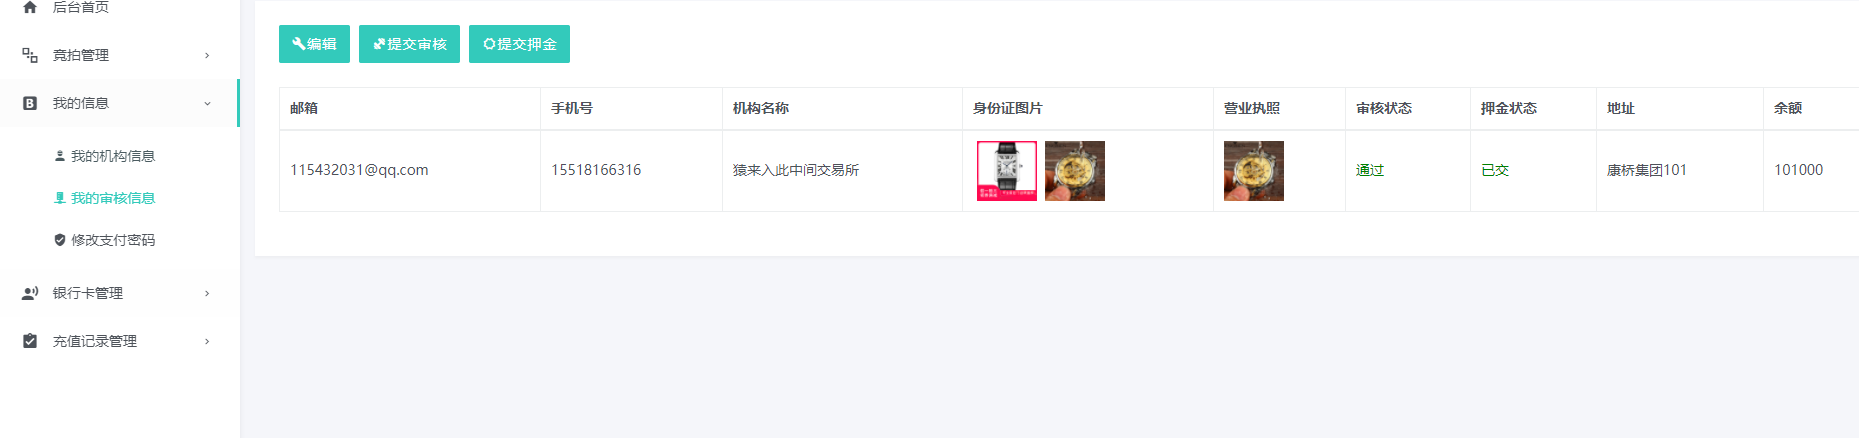 后台首页
竞拍管理
我的信息
我的机构信息
我的审核信息
修改支付密码
银行卡管理
充值记录管理
编辑 提交审核 提交押金
邮箱 手机号 机构名称 身份证图片 营业执照 审核状态 押金状态 地址 余额
115432031@qq.com 15518166316 猿来入此中间交易所 通过 已交 康桥集团101 101000